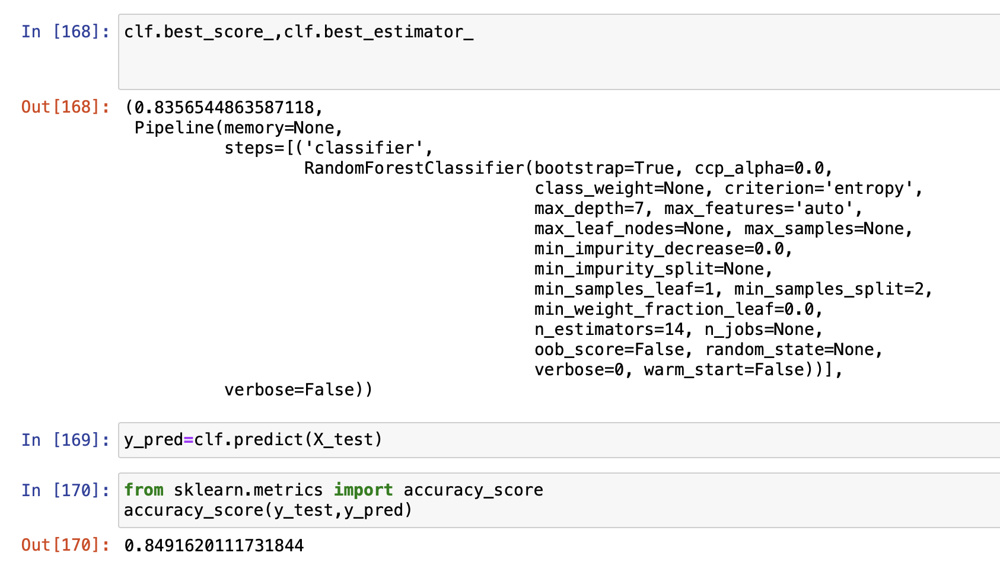 In [168]: clf.best_score_,clf.best_estimator_
Out[168]: (0.8356544863587118,
Pipeline(memory=None,
steps=[('classifier',
RandomForestClassifier(bootstrap=True, ccp_alpha=0.0,
class_weight=None, criterion='entropy',
max_depth=7, max_features='auto',
max_leaf_nodes=None, max_samples=None,
min_impurity_decrease=0.0,
min_impurity_split=None,
min_samples_leaf=1, min_samples_split=2,
min_weight_fraction_leaf=0.0,
n_estimators=14, n_jobs=None,
oob_score=False, random_state=None,
verbose=0, warm_start=False))],
verbose=False))
In [169]: y_pred=clf.predict(X_test)
In [170]: from sklearn.metrics import accuracy_score
accuracy_score(y_test,y_pred)
Out[170]: 0.8491620111731844